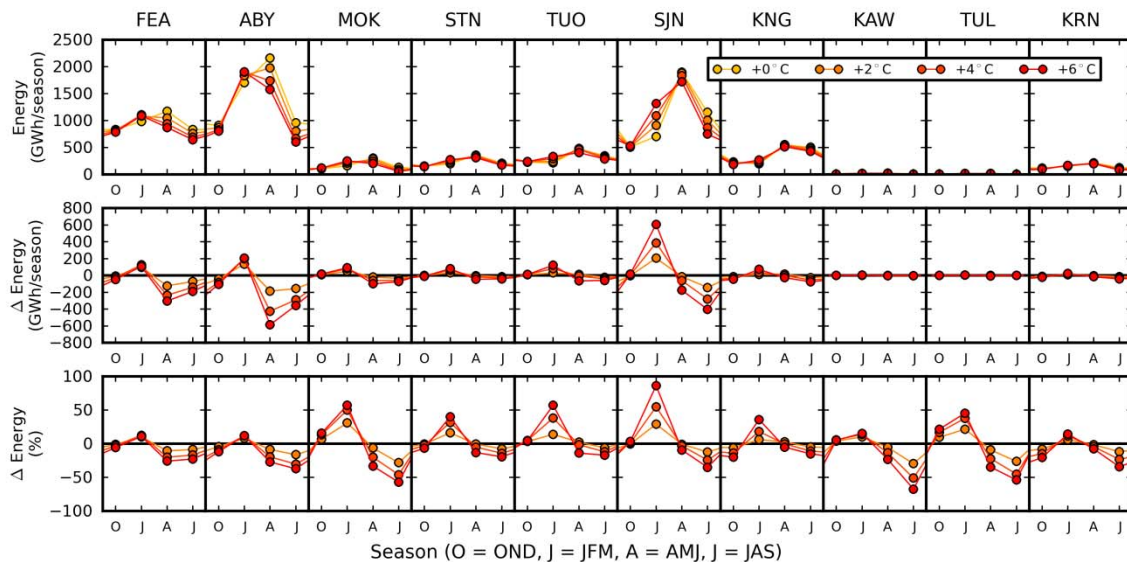 FEA ABY MOK STN TUO SJN KNG KAW TUL KRN
Energy
(GWh/season)
2500
2000
1500
1000
500
0
+0°C +2°C +4°C +6°C
O J A J O J A J O J A J O J A J O J A J O J A J O J A J O J A J O J A J O J A J
Δ Energy
(GWh/season)
800
600
400
200
0
−200
−400
−600
−800
O J A J O J A J O J A J O J A J O J A J O J A J O J A J O J A J O J A J O J A J
Δ Energy
(%)
100
50
0
−50
−100
O J A J O J A J O J A J O J A J O J A J O J A J O J A J O J A J O J A J O J A J
Season (O = OND, J = JFM, A = AMJ, J = JAS)